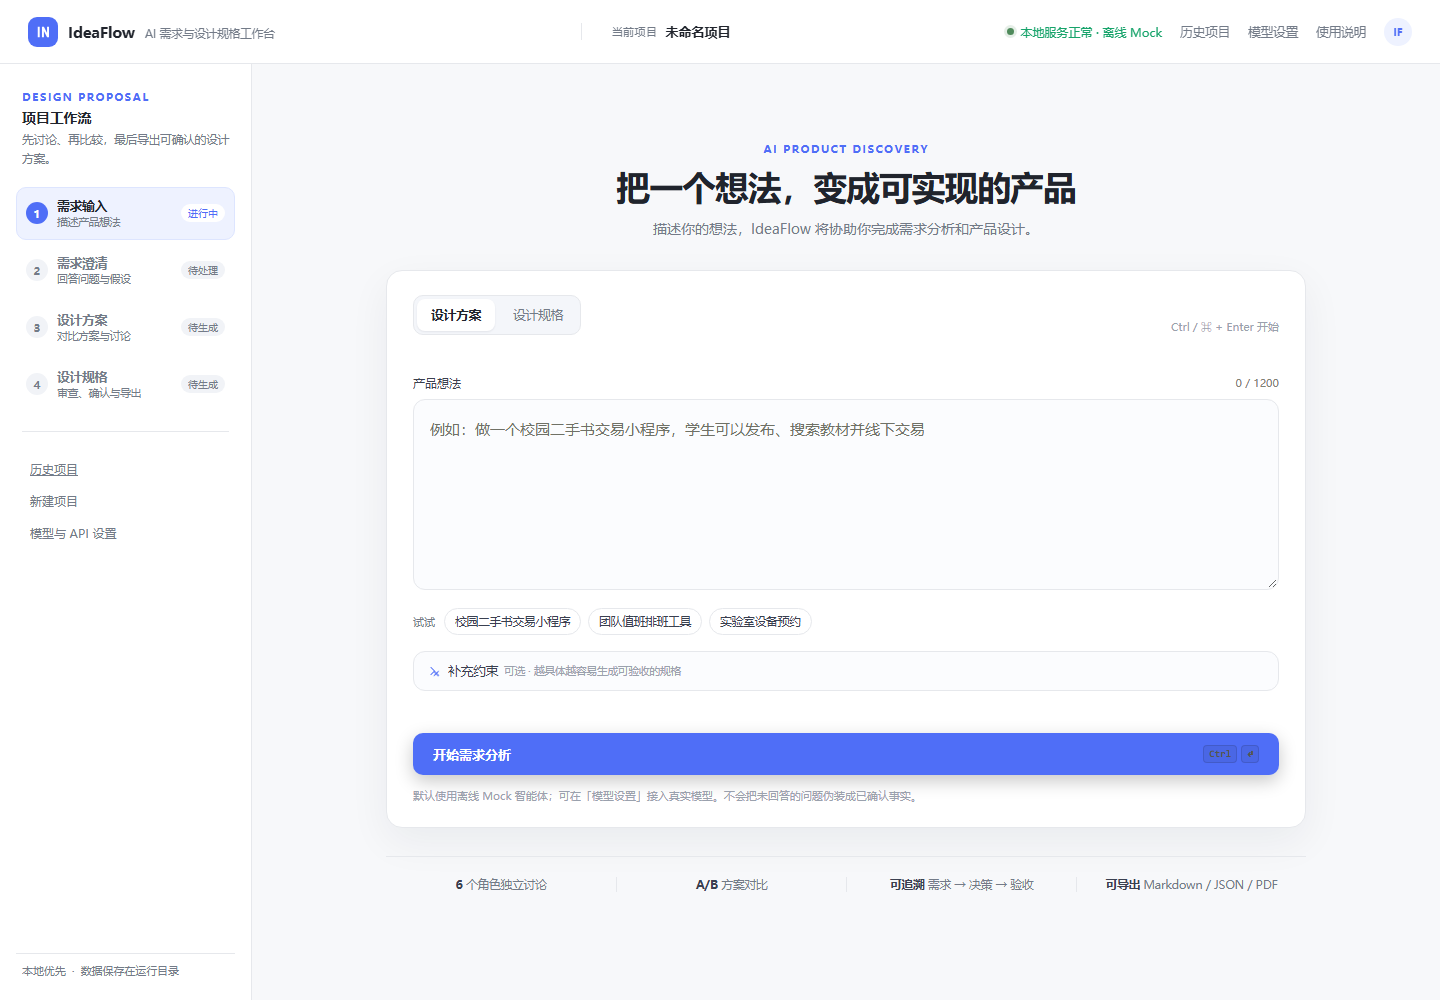 IN IdeaFlow AI 需求与设计规格工作台 当前项目 未命名项目 本地服务正常 · 离线 Mock 历史项目 模型设置 使用说明 IF
DESIGN PROPOSAL
项目工作流
先讨论、再比较，最后导出可确认的设计
方案。
1 需求输入 进行中
描述产品想法
2 需求澄清 待处理
回答问题与假设
3 设计方案 待生成
对比方案与讨论
4 设计规格 待生成
审查、确认与导出
历史项目
新建项目
模型与 API 设置
本地优先 · 数据保存在运行目录
AI PRODUCT DISCOVERY
把一个想法，变成可实现的产品
描述你的想法，IdeaFlow 将协助你完成需求分析和产品设计。
设计方案 设计规格
Ctrl / ⌘ + Enter 开始
产品想法 0 / 1200
例如：做一个校园二手书交易小程序，学生可以发布、搜索教材并线下交易
试试 校园二手书交易小程序 团队值班排班工具 实验室设备预约
补充约束 可选 · 越具体越容易生成可验收的规格
开始需求分析 Ctrl ↵
默认使用离线 Mock 智能体；可在「模型设置」接入真实模型。不会把未回答的问题伪装成已确认事实。
6 个角色独立讨论 A/B 方案对比 可追溯 需求 → 决策 → 验收 可导出 Markdown / JSON / PDF